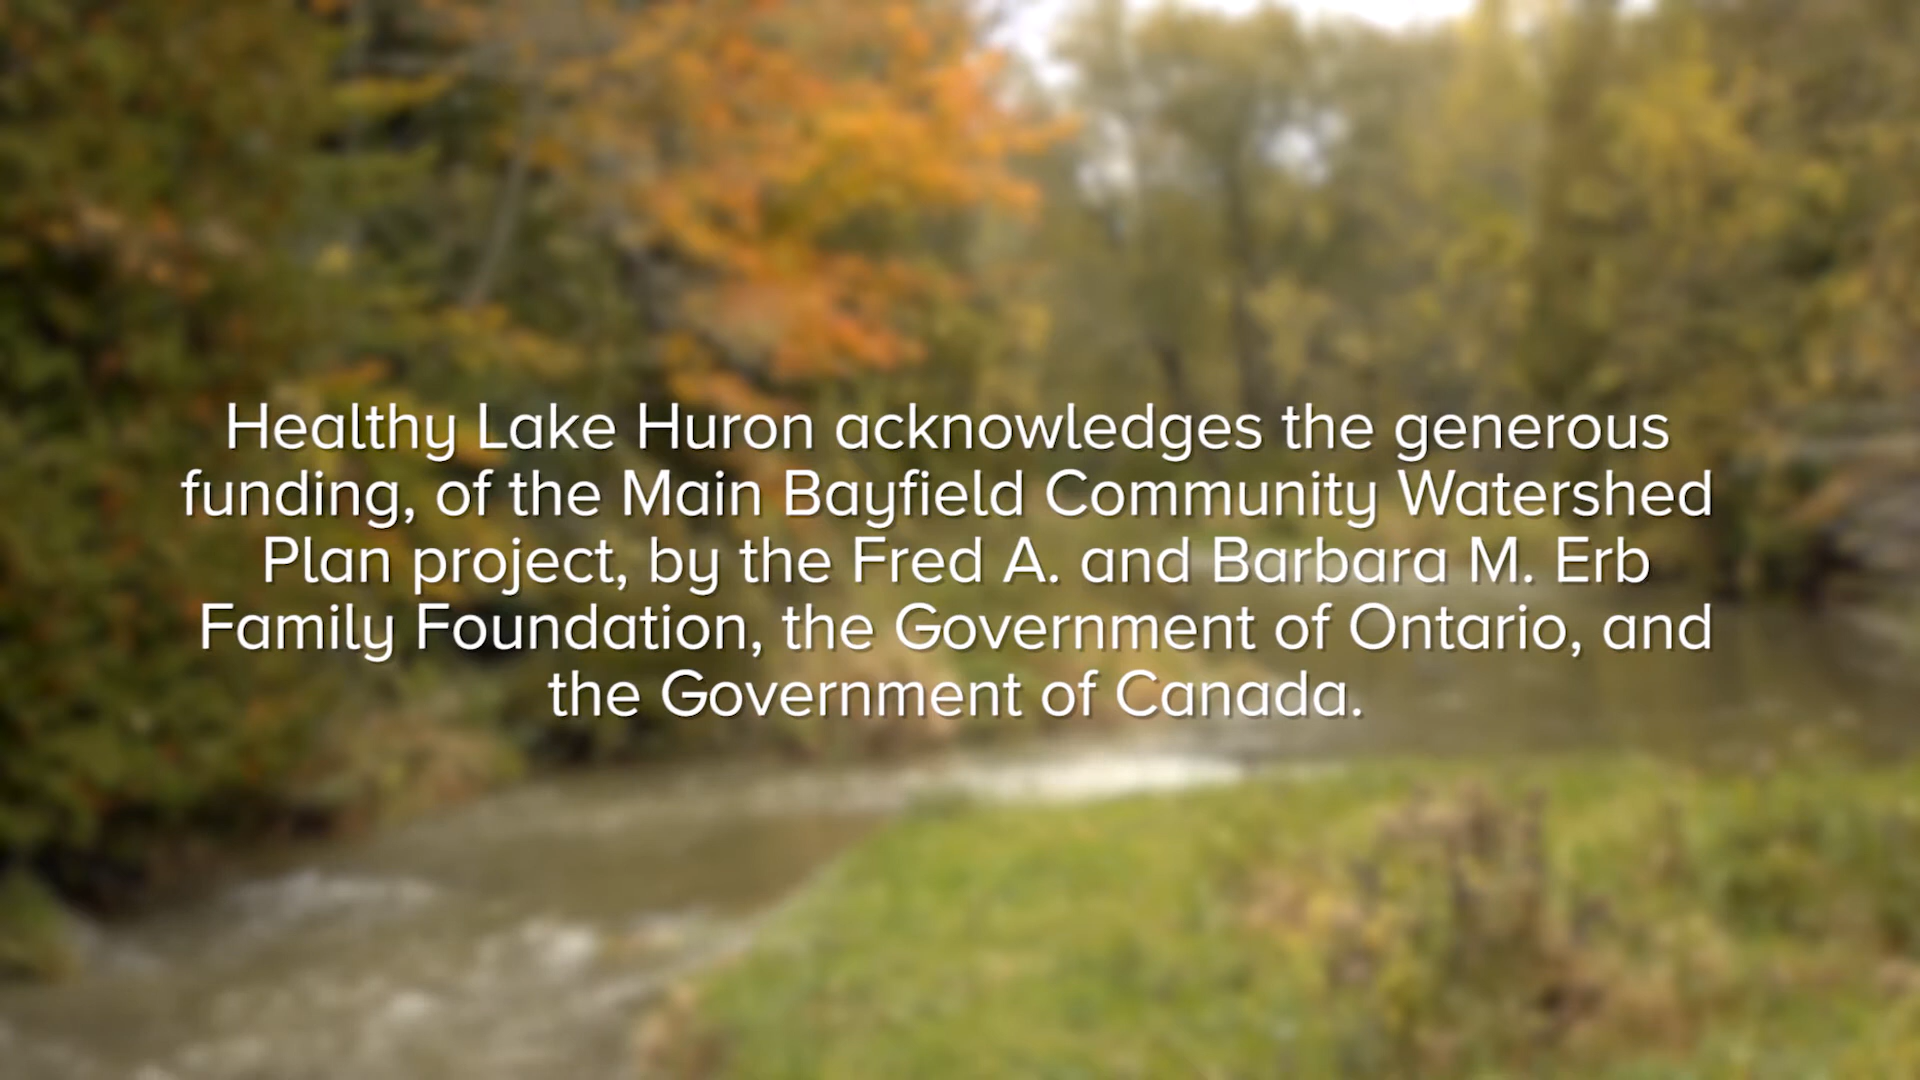 Healthy Lake Huron acknowledges the generous
funding, of the Main Bayfield Community Watershed
Plan project, by the Fred A. and Barbara M. Erb
Family Foundation, the Government of Ontario, and
the Government of Canada.